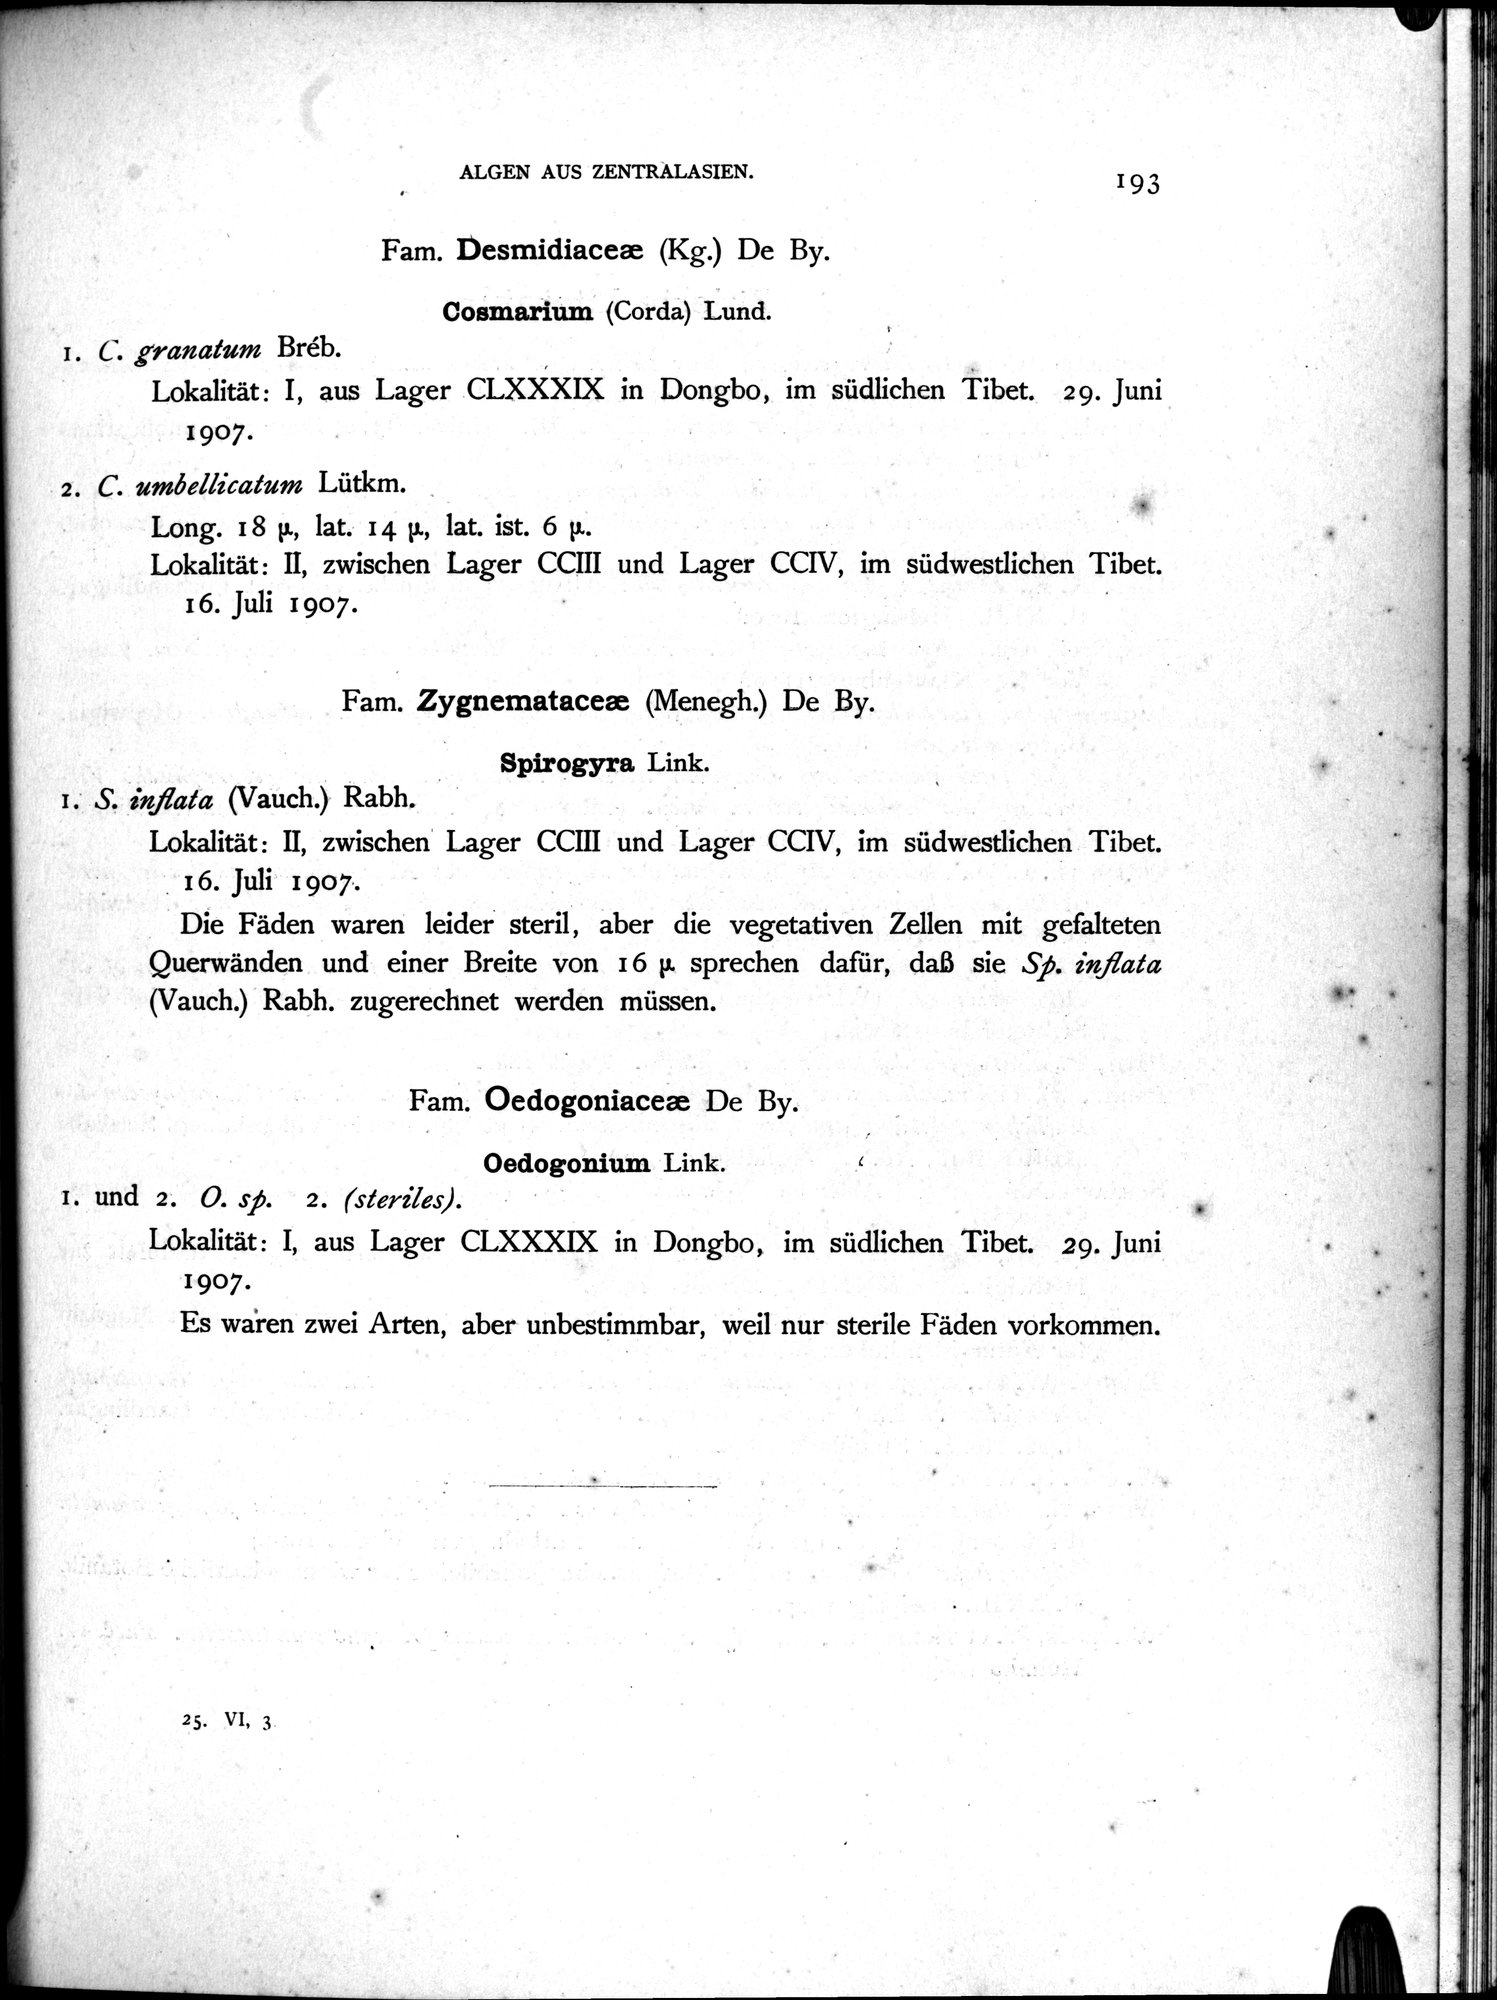 ALGEN AUS ZENTRALASIEN.
193
Fam. Desmidiaceæ (Kg.) De By.
Cosmarium (Corda) Lund.
1. C. granatum Bréb.
Lokalität: I, aus Lager CLXXXIX in Dongbo, im südlichen Tibet. 29. Juni
1907.
2. C. umbellicatum Lütkm.
Long. 18 µ, lat. 14 µ, lat. ist. 6 µ.
Lokalität: II, zwischen Lager CCIII und Lager CCIV, im südwestlichen Tibet.
16. Juli 1907.
Fam. Zygnemataceæ (Menegh.) De By.
Spirogyra Link.
1. S. inflata (Vauch.) Rabh.
Lokalität: II, zwischen Lager CCIII und Lager CCIV, im südwestlichen Tibet.
16. Juli 1907.
Die Fäden waren leider steril, aber die vegetativen Zellen mit gefalteten
Querwänden und einer Breite von 16 µ sprechen dafür, daß sie Sp. inflata
(Vauch.) Rabh. zugerechnet werden müssen.
Fam. Oedogoniaceæ De By.
Oedogonium Link.
1. und 2. O. sp. 2. (steriles).
Lokalität: I, aus Lager CLXXXIX in Dongbo, im südlichen Tibet. 29. Juni
1907.
Es waren zwei Arten, aber unbestimmbar, weil nur sterile Fäden vorkommen.
25. VI, 3